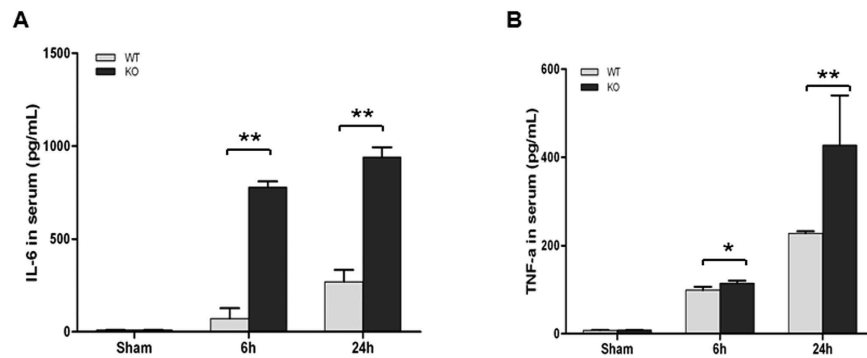 A
IL-6 in serum (pg/mL)
1500
1000
500
0
WT
KO
**
**
Sham 6h 24h
B
TNF-a in serum (pg/mL)
600
400
200
0
WT
KO
*
**
Sham 6h 24h